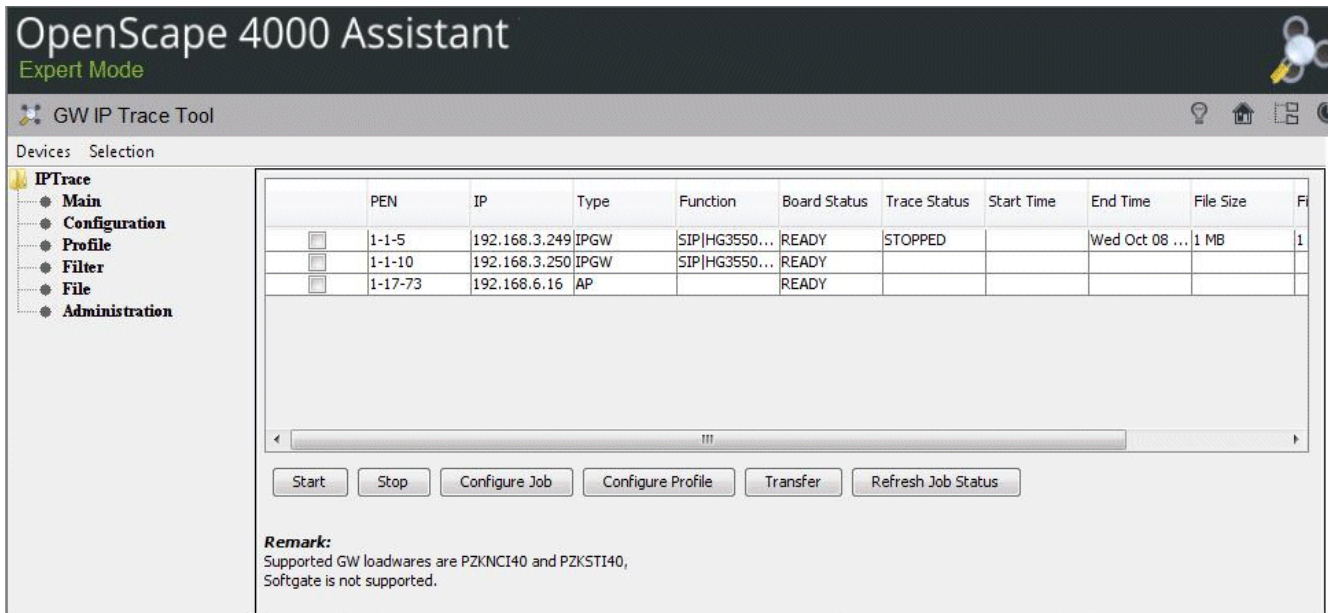 OpenScape 4000 Assistant
Expert Mode
GW IP Trace Tool
Devices Selection
IPTrace
Main
Configuration
Profile
Filter
File
Administration
PEN IP Type Function Board Status Trace Status Start Time End Time File Size Fi
1-1-5 192.168.3.249 IPGW SIP|HG3550... READY STOPPED Wed Oct 08 ... 1 MB 1
1-1-10 192.168.3.250 IPGW SIP|HG3550... READY
1-17-73 192.168.6.16 AP READY
Start Stop Configure Job Configure Profile Transfer Refresh Job Status
Remark:
Supported GW loadwares are PZKNCI40 and PZKSTI40,
Softgate is not supported.